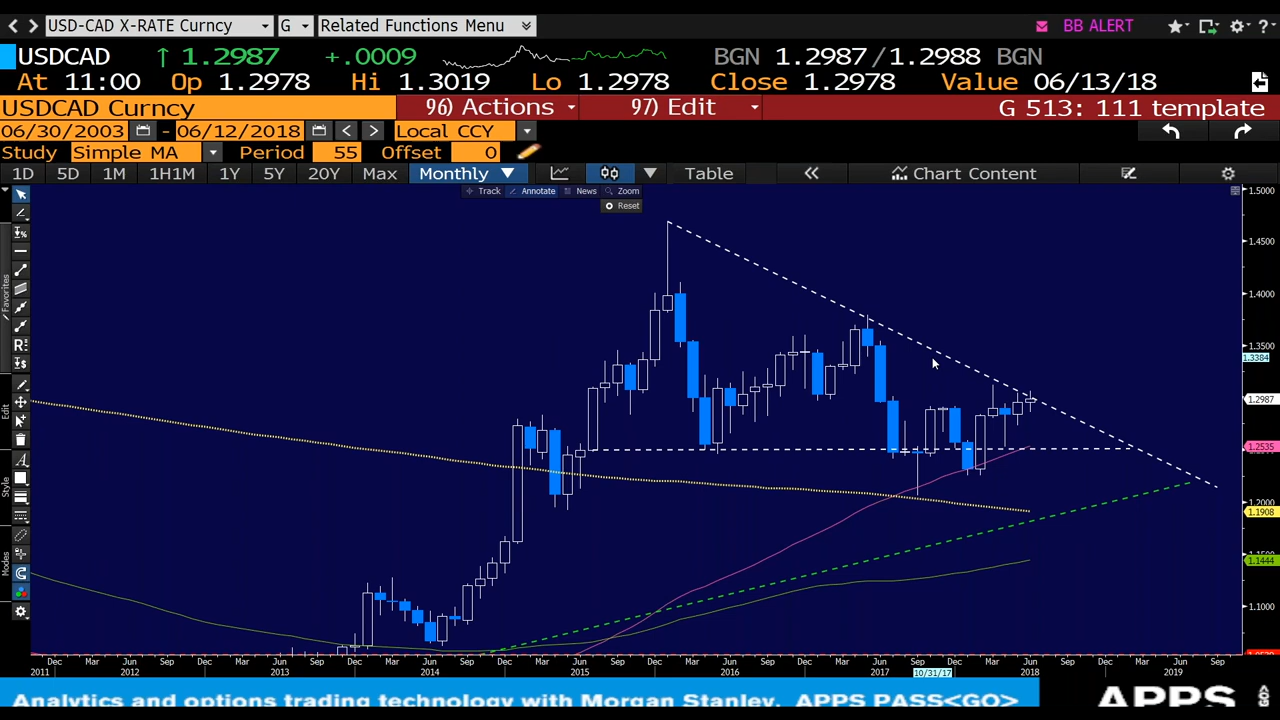 USD-CAD X-RATE Curncy G Related Functions Menu BB ALERT
USDCAD ↑ 1.2987 +.0009 BGN 1.2987/1.2988 BGN
At 11:00 Op 1.2978 Hi 1.3019 Lo 1.2978 Close 1.2978 Value 06/13/18
USDCAD Curncy 96) Actions 97) Edit G 513: 111 template
06/30/2003 - 06/12/2018 Local CCY
Study Simple MA Period 55 Offset 0
1D 5D 1M 1H1M 1Y 5Y 20Y Max Monthly Table Chart Content
Track Annotate News Zoom
Reset
1.5000
1.4500
1.4000
1.3500
1.3384
1.2987
1.2535
1.2000
1.1908
1.1444
1.1000
Favorites
Edit
Style
Modes
Dec Mar Jun Sep Dec Mar Jun Sep Dec Mar Jun Sep Dec Mar Jun Sep Dec Mar Jun Sep Dec Mar Jun Sep Dec Mar Jun Sep Dec Mar Jun Sep
2011 2012 2013 2014 2015 2016 2017 10/31/17 2018 2019
Analytics and options trading technology with Morgan Stanley. APPS PASS<GO> APPS GO